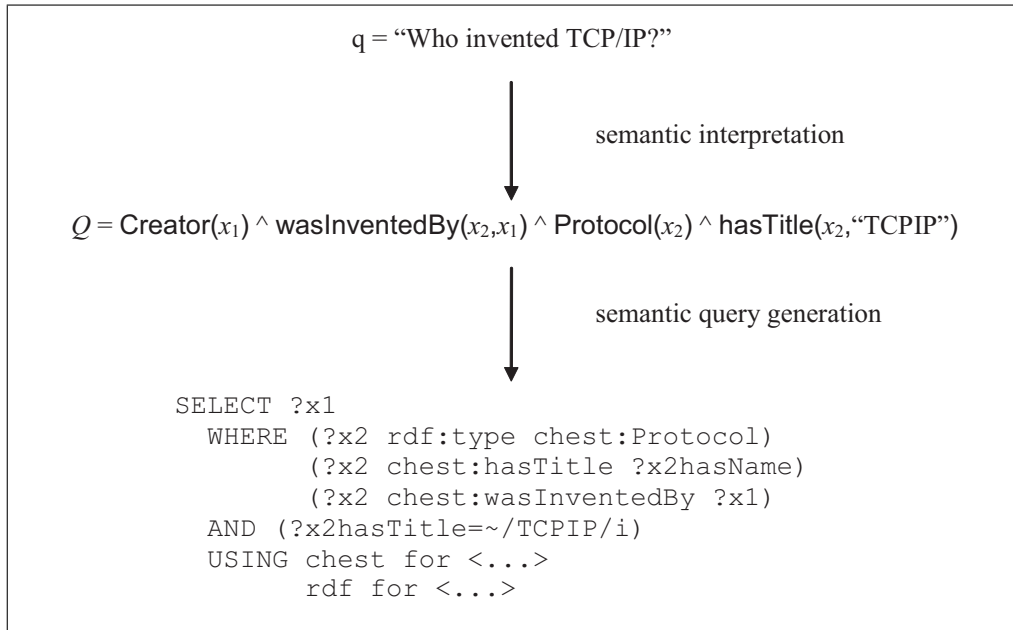 q = “Who invented TCP/IP?”
semantic interpretation
Q = Creator(x₁) ^ wasInventedBy(x₂,x₁) ^ Protocol(x₂) ^ hasTitle(x₂,“TCPIP”)
semantic query generation
SELECT ?x1
WHERE (?x2 rdf:type chest:Protocol)
(?x2 chest:hasTitle ?x2hasName)
(?x2 chest:wasInventedBy ?x1)
AND (?x2hasTitle=~/TCPIP/i)
USING chest for <...>
rdf for <...>